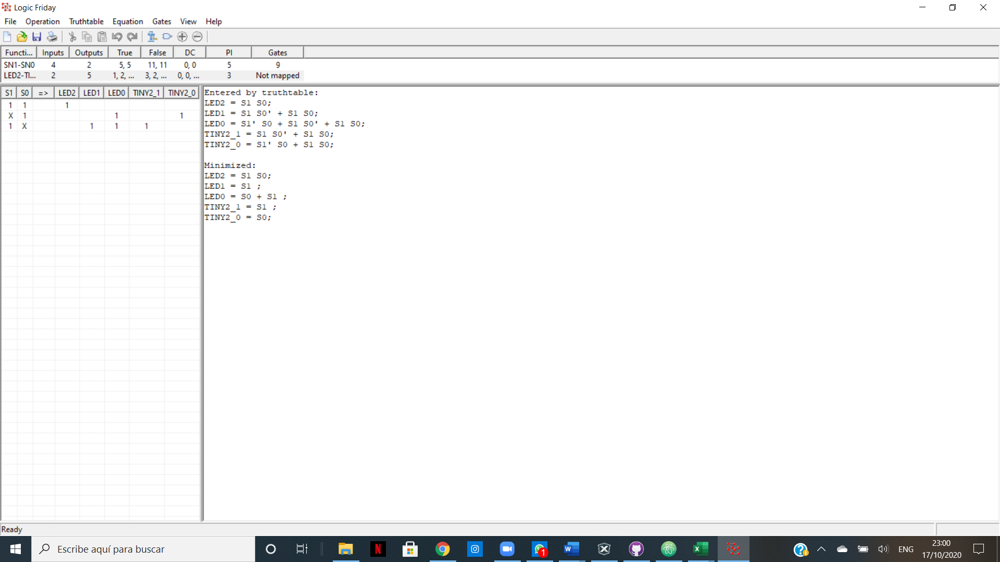 Logic Friday
File Operation Truthtable Equation Gates View Help
Functi... Inputs Outputs True False DC PI Gates
SN1-SN0 4 2 5, 5 11, 11 0, 0 5 9
LED2-TI... 2 5 1, 2, ... 3, 2, ... 0, 0, ... 3 Not mapped
S1 S0 => LED2 LED1 LED0 TINY2_1 TINY2_0
1 1 1
X 1 1 1
1 X 1 1 1
Entered by truthtable:
LED2 = S1 S0;
LED1 = S1 S0' + S1 S0;
LED0 = S1' S0 + S1 S0' + S1 S0;
TINY2_1 = S1 S0' + S1 S0;
TINY2_0 = S1' S0 + S1 S0;
Minimized:
LED2 = S1 S0;
LED1 = S1 ;
LED0 = S0 + S1 ;
TINY2_1 = S1 ;
TINY2_0 = S0;
Ready
Escribe aquí para buscar
N
1
W
X
?
ENG
23:00
17/10/2020